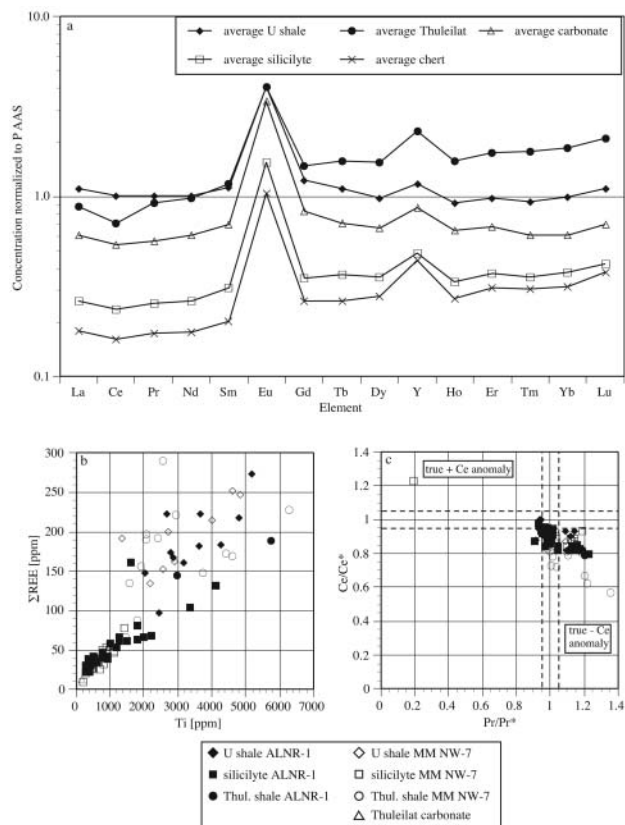 a
average U shale average Thuleilat average carbonate
average silicilyte average chert
Concentration normalized to P AAS
10.0
1.0
0.1
La Ce Pr Nd Sm Eu Gd Tb Dy Y Ho Er Tm Yb Lu
Element
b
ΣREE [ppm]
300
250
200
150
100
50
0
0 1000 2000 3000 4000 5000 6000 7000
Ti [ppm]
c
Ce/Ce*
1.4
1.2
1
0.8
0.6
0.4
0.2
0
true + Ce anomaly
true - Ce
anomaly
0 0.2 0.4 0.6 0.8 1 1.2 1.4
Pr/Pr*
U shale ALNR-1 U shale MM NW-7
silicilyte ALNR-1 silicilyte MM NW-7
Thul. shale ALNR-1 Thul. shale MM NW-7
Thuleilat carbonate